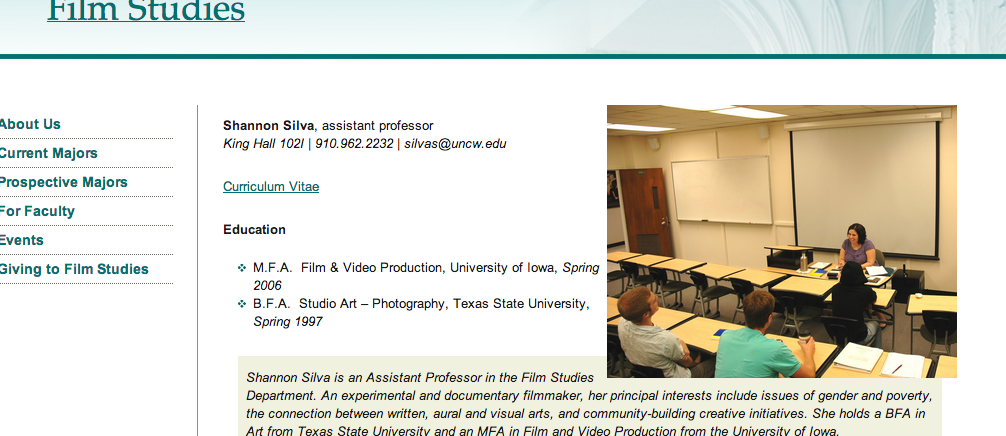 Film Studies
About Us
Current Majors
Prospective Majors
For Faculty
Events
Giving to Film Studies
Shannon Silva, assistant professor
King Hall 102I | 910.962.2232 | silvas@uncw.edu
Curriculum Vitae
Education
M.F.A. Film & Video Production, University of Iowa, Spring
2006
B.F.A. Studio Art – Photography, Texas State University,
Spring 1997
Shannon Silva is an Assistant Professor in the Film Studies
Department. An experimental and documentary filmmaker, her principal interests include issues of gender and poverty,
the connection between written, aural and visual arts, and community-building creative initiatives. She holds a BFA in
Art from Texas State University and an MFA in Film and Video Production from the University of Iowa.